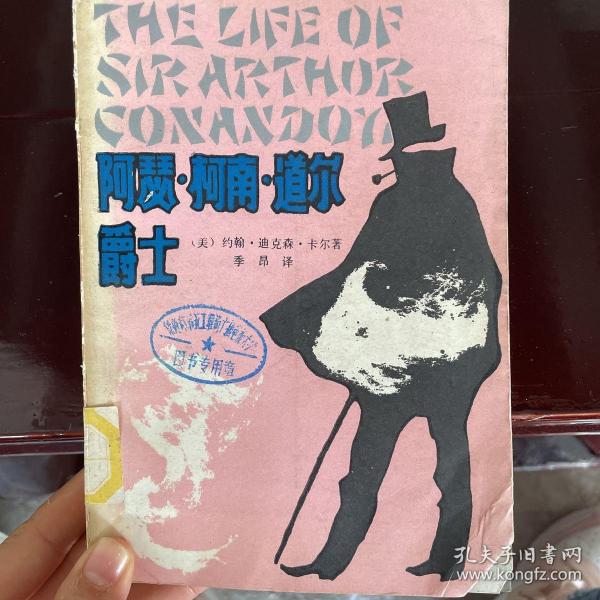 THE LIFE OF
SIR ARTHUR
CONANDOYL
阿瑟·柯南·道尔
爵士
（美）约翰·迪克森·卡尔著
季昂译
图书专用章
孔夫子旧书网
www.kongfz.com